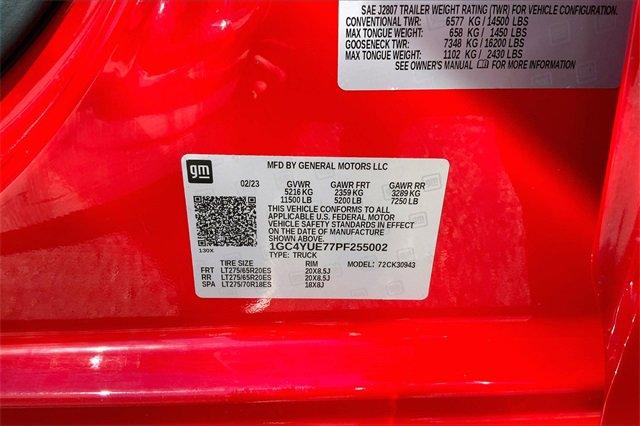 SAE J2807 TRAILER WEIGHT RATING (TWR) FOR VEHICLE CONFIGURATION.
CONVENTIONAL TWR: 6577 KG / 14500 LBS
MAX TONGUE WEIGHT: 658 KG / 1450 LBS
GOOSENECK TWR: 7348 KG / 16200 LBS
MAX TONGUE WEIGHT: 1102 KG / 2430 LBS
SEE OWNER'S MANUAL gm FOR MORE INFORMATION
gm MFD BY GENERAL MOTORS LLC
02/23 GVWR GAWR FRT GAWR RR
5216 KG 2359 KG 3289 KG
11500 LB 5200 LB 7250 LB
THIS VEHICLE CONFORMS TO ALL
APPLICABLE U.S. FEDERAL MOTOR
VEHICLE SAFETY STANDARDS IN EFFECT
ON THE DATE OF MANUFACTURE
SHOWN ABOVE.
130X 1GC4YUE77PF255002
TYPE: TRUCK
TIRE SIZE RIM MODEL: 72CK30943
FRT LT275/65R20ES 20X8.5J
RR LT275/65R20ES 20X8.5J
SPA LT275/70R18ES 18X8J